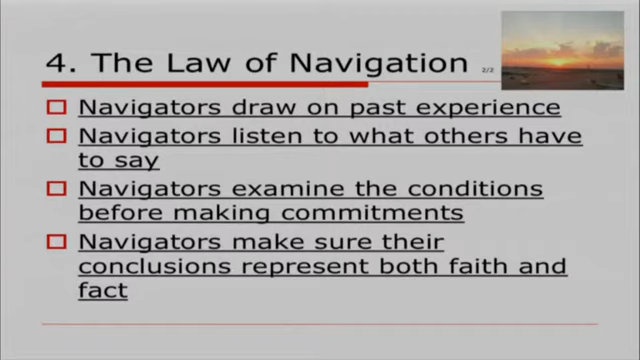 4. The Law of Navigation 2/2
Navigators draw on past experience
Navigators listen to what others have
to say
Navigators examine the conditions
before making commitments
Navigators make sure their
conclusions represent both faith and
fact